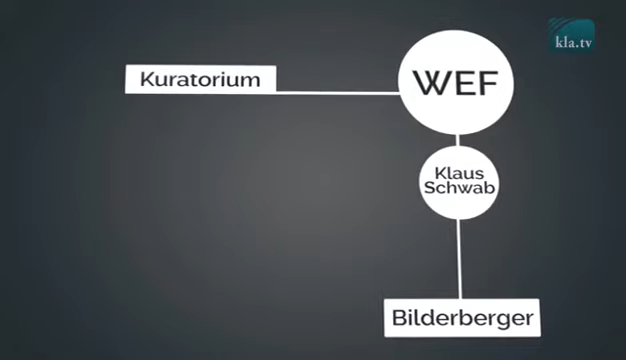 kla.tv
Kuratorium
WEF
Klaus
Schwab
Bilderberger